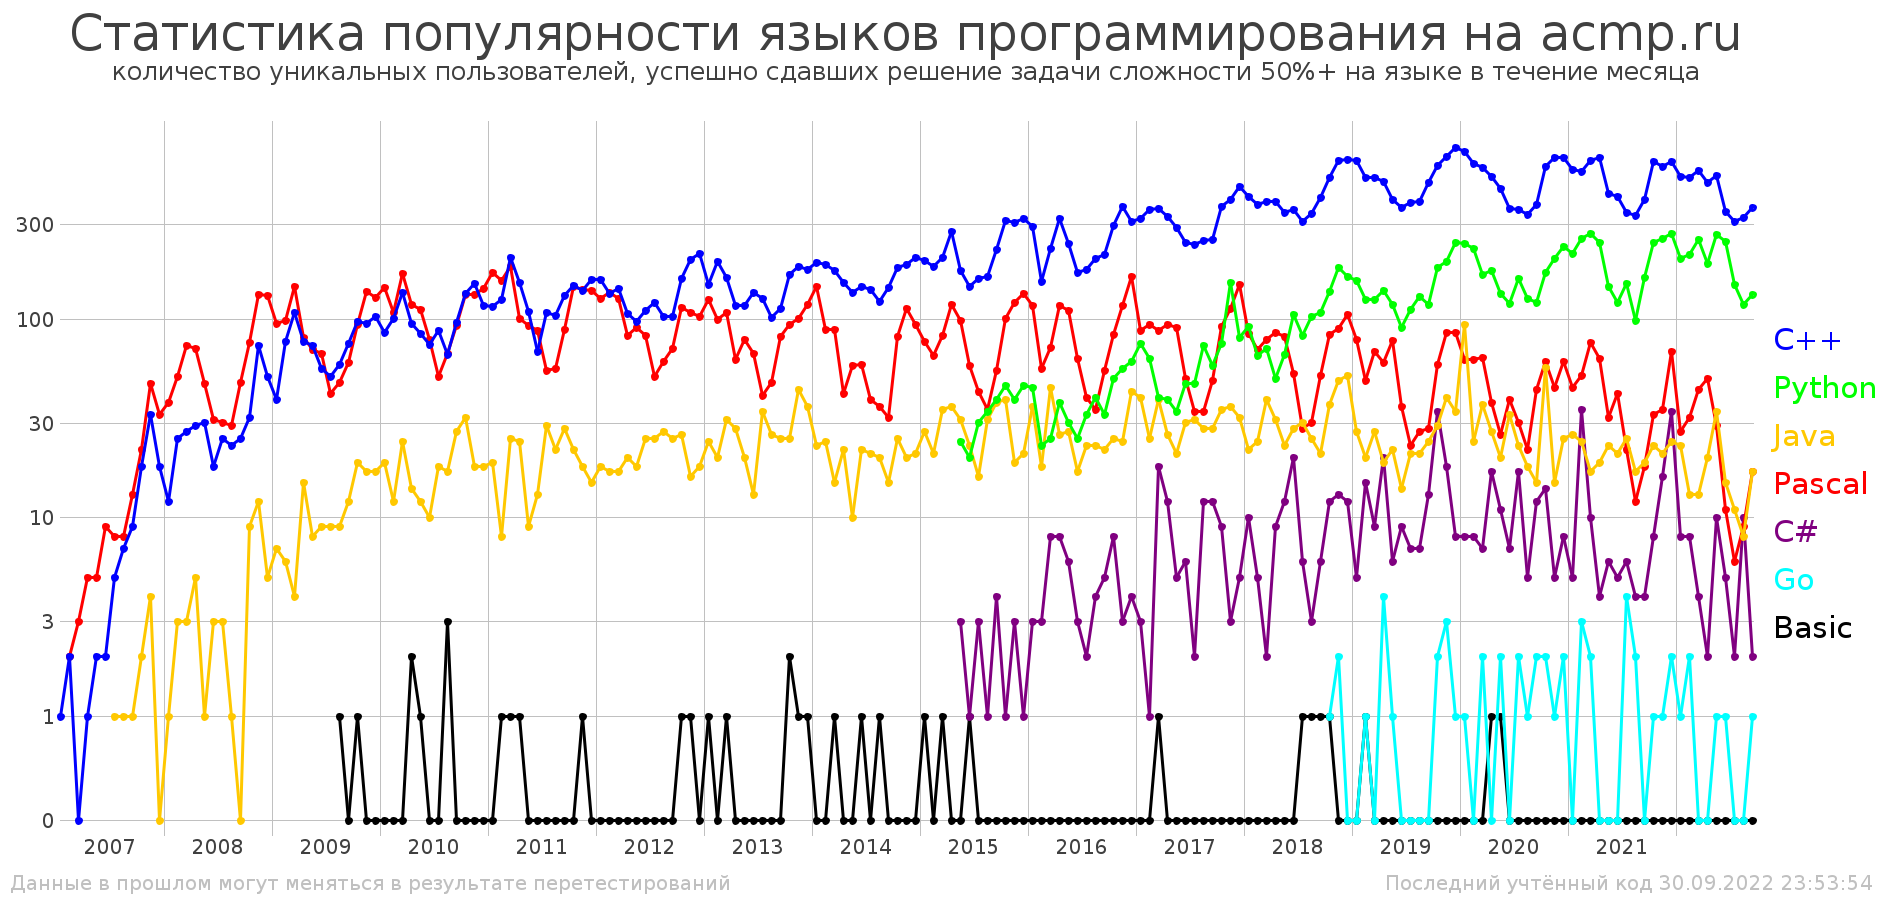 Статистика популярности языков программирования на acmp.ru
количество уникальных пользователей, успешно сдавших решение задачи сложности 50%+ на языке в течение месяца
300
100
30
10
3
1
0
C++
Python
Java
Pascal
C#
Go
Basic
2007 2008 2009 2010 2011 2012 2013 2014 2015 2016 2017 2018 2019 2020 2021
Данные в прошлом могут меняться в результате перетестирований
Последний учтённый код 30.09.2022 23:53:54